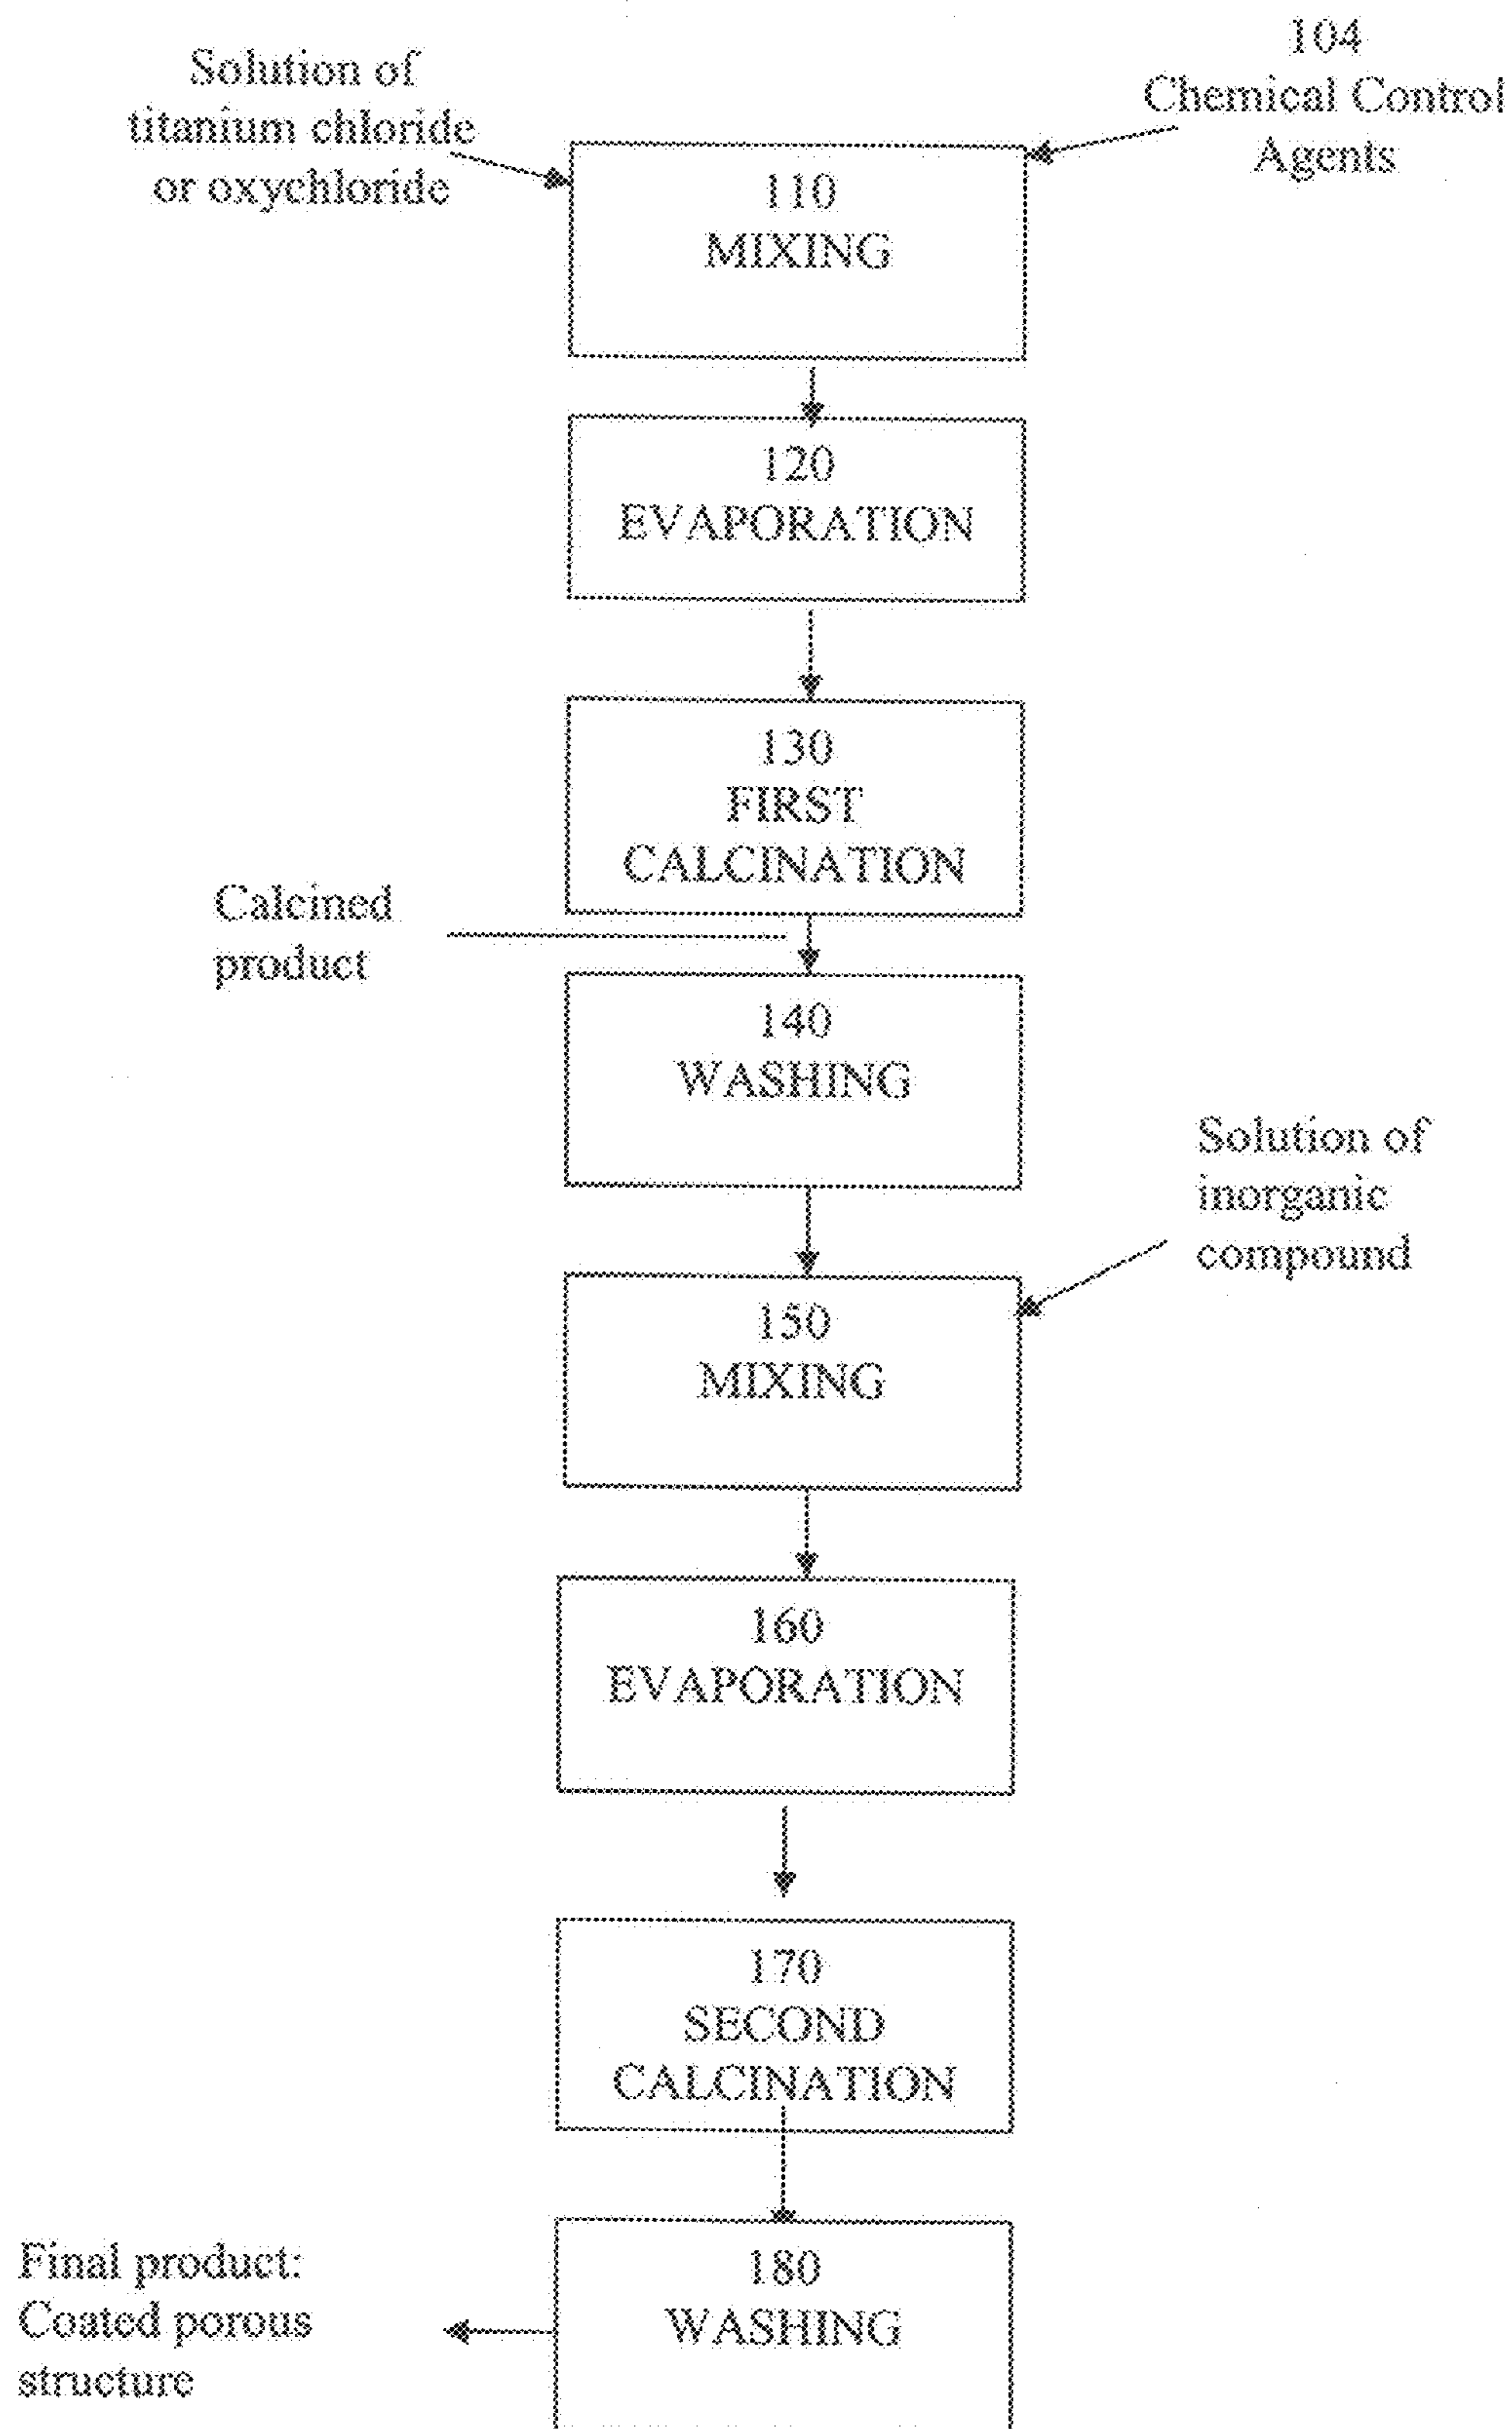 Solution of
titanium chloride
or oxychloride
104
Chemical Control
Agents
110
MIXING
120
EVAPORATION
130
FIRST
CALCINATION
Calcined
product
140
WASHING
Solution of
inorganic
compound
150
MIXING
160
EVAPORATION
170
SECOND
CALCINATION
180
WASHING
Final product:
Coated porous
structure